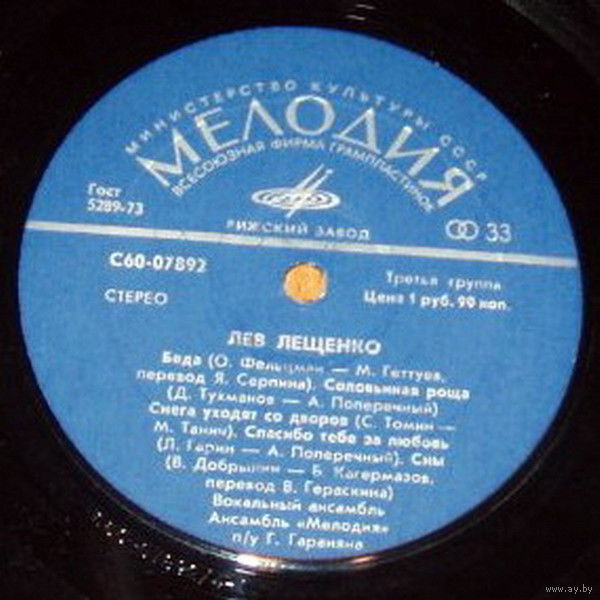 МИНИСТЕРСТВО КУЛЬТУРЫ СССР
МЕЛОДИЯ
ВСЕСОЮЗНАЯ ФИРМА ГРАМПЛАСТИНОК
Гост
5289-73
РИЖСКИЙ ЗАВОД
33
С60-07892
Третья группа
СТЕРЕО
Цена 1 руб. 90 коп.
ЛЕВ ЛЕЩЕНКО
Беда (О. Фельцман — М. Геттуев,
перевод Я. Серпина). Соловьиная роща
(Д. Тухманов — А. Поперечный)
Снега уходят со дворов (С. Томин —
М. Танич). Спасибо тебе за любовь
(Л. Гарин — А. Поперечный). Сны
(В. Добрынин — Б. Кагермазов,
перевод В. Гераскина)
Вокальный ансамбль
Ансамбль «Мелодия»
п/у Г. Гараняна
www.ay.by